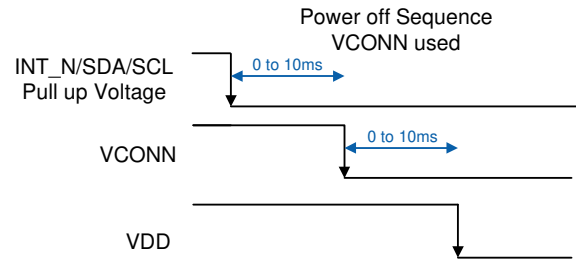 Power off Sequence
VCONN used
INT_N/SDA/SCL
Pull up Voltage
0 to 10ms
VCONN
0 to 10ms
VDD